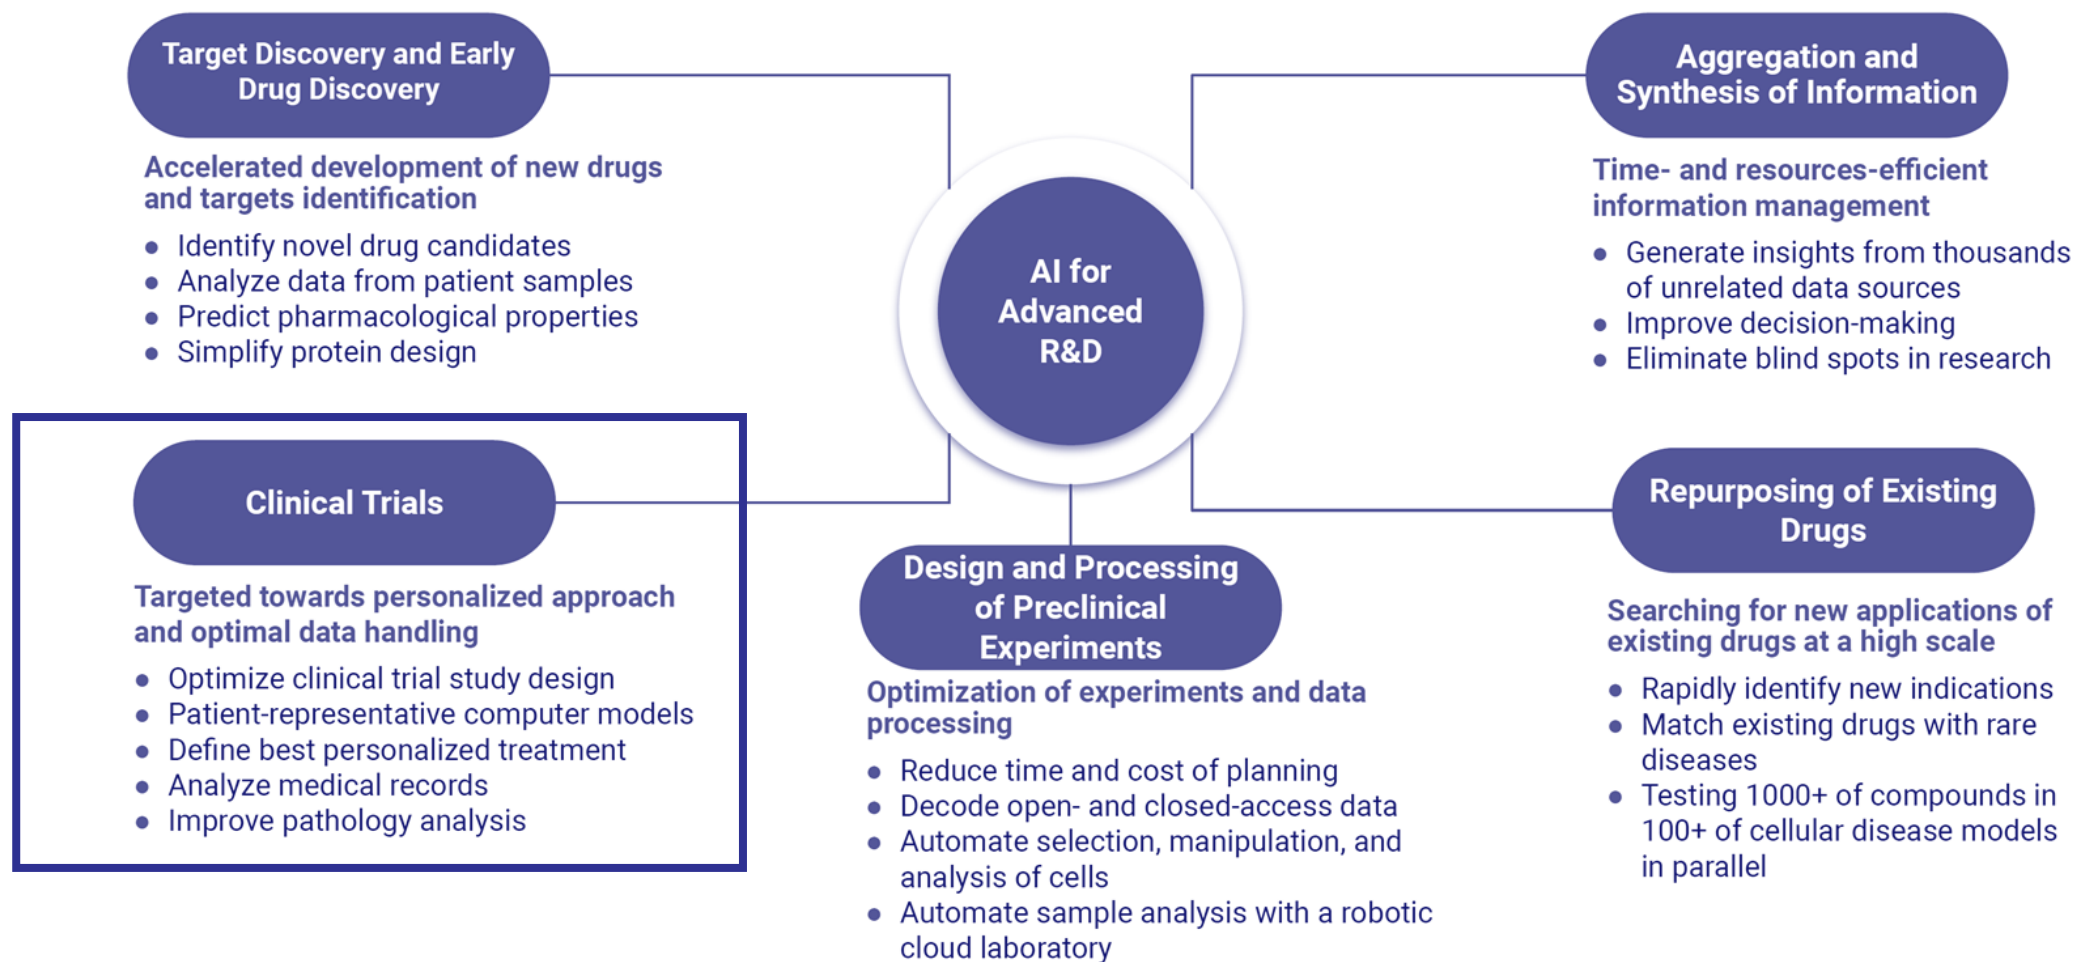 Target Discovery and Early
Drug Discovery
Accelerated development of new drugs
and targets identification
● Identify novel drug candidates
● Analyze data from patient samples
● Predict pharmacological properties
● Simplify protein design
Aggregation and
Synthesis of Information
Time- and resources-efficient
information management
● Generate insights from thousands
of unrelated data sources
● Improve decision-making
● Eliminate blind spots in research
AI for
Advanced
R&D
Clinical Trials
Targeted towards personalized approach
and optimal data handling
● Optimize clinical trial study design
● Patient-representative computer models
● Define best personalized treatment
● Analyze medical records
● Improve pathology analysis
Design and Processing
of Preclinical
Experiments
Optimization of experiments and data
processing
● Reduce time and cost of planning
● Decode open- and closed-access data
● Automate selection, manipulation, and
analysis of cells
● Automate sample analysis with a robotic
cloud laboratory
Repurposing of Existing
Drugs
Searching for new applications of
existing drugs at a high scale
● Rapidly identify new indications
● Match existing drugs with rare
diseases
● Testing 1000+ of compounds in
100+ of cellular disease models
in parallel